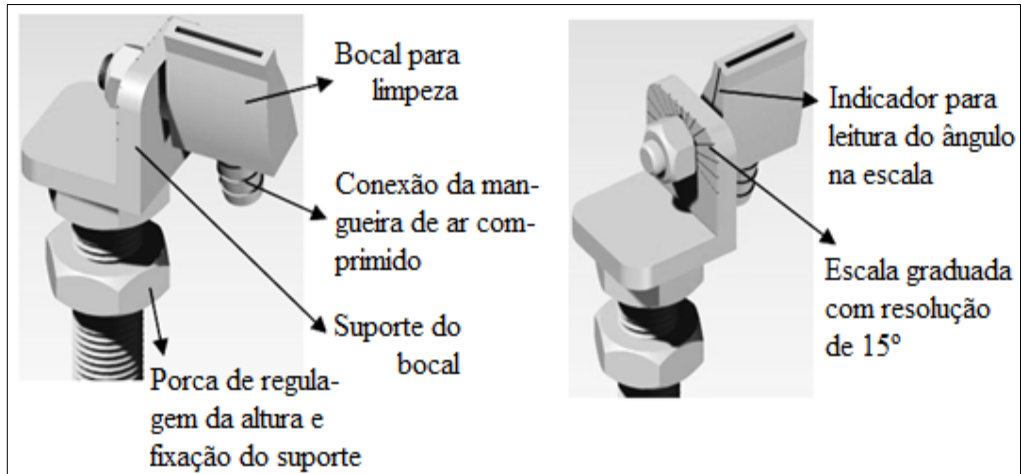 Bocal para
limpeza
Conexão da man-
gueira de ar com-
primido
Suporte do
bocal
Porca de regula-
gem da altura e
fixação do suporte
Indicador para
leitura do ângulo
na escala
Escala graduada
com resolução
de 15º